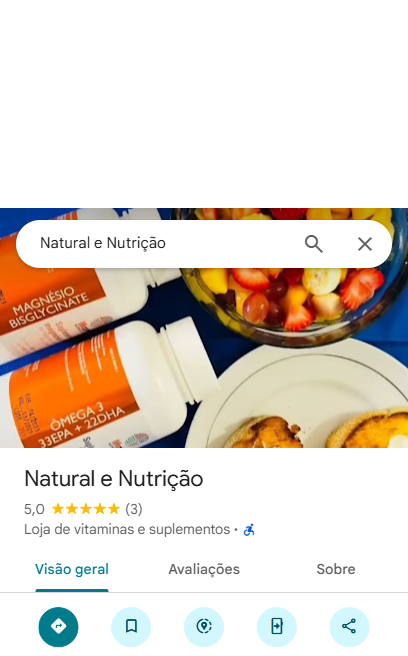 Natural e Nutrição
MAGNÉSIO
BISGLYCINATE
ÔMEGA 3
33EPA + 22DHA
Natural e Nutrição
5,0 (3)
Loja de vitaminas e suplementos ·
Visão geral
Avaliações
Sobre